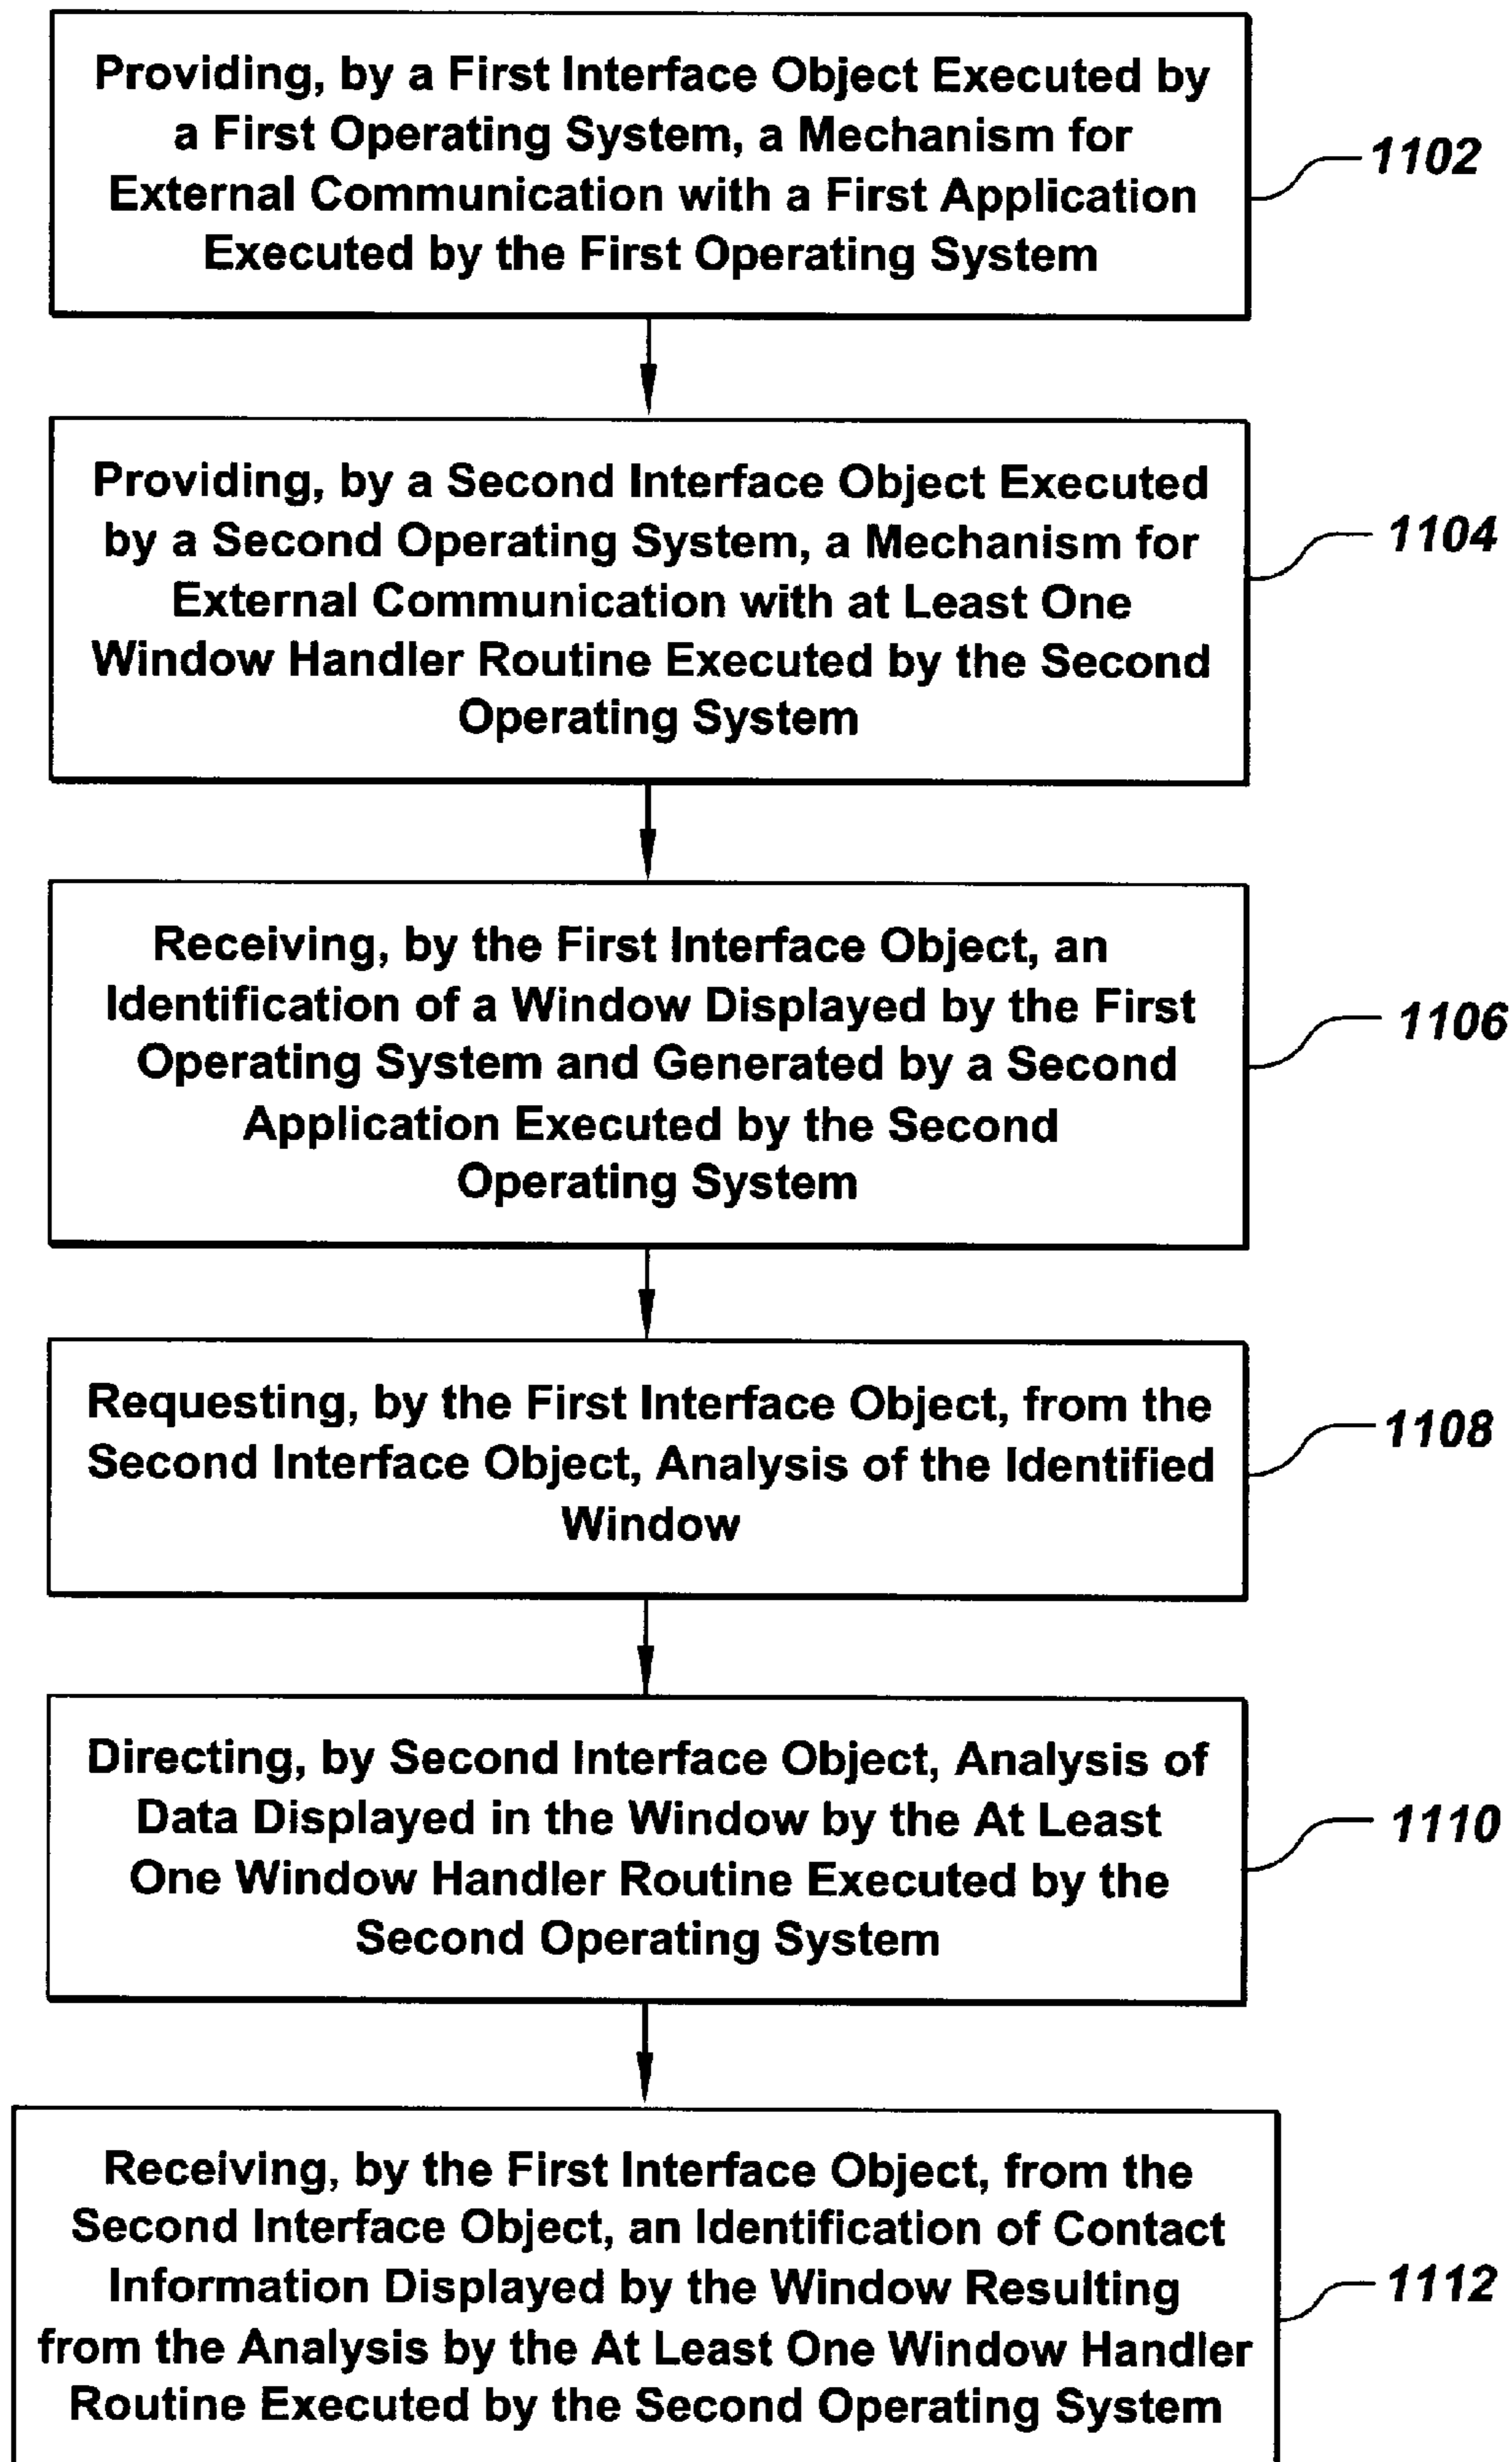 Providing, by a First Interface Object Executed by
a First Operating System, a Mechanism for
External Communication with a First Application
Executed by the First Operating System
1102
Providing, by a Second Interface Object Executed
by a Second Operating System, a Mechanism for
External Communication with at Least One
Window Handler Routine Executed by the Second
Operating System
1104
Receiving, by the First Interface Object, an
Identification of a Window Displayed by the First
Operating System and Generated by a Second
Application Executed by the Second
Operating System
1106
Requesting, by the First Interface Object, from the
Second Interface Object, Analysis of the Identified
Window
1108
Directing, by Second Interface Object, Analysis of
Data Displayed in the Window by the At Least
One Window Handler Routine Executed by the
Second Operating System
1110
Receiving, by the First Interface Object, from the
Second Interface Object, an Identification of Contact
Information Displayed by the Window Resulting
from the Analysis by the At Least One Window Handler
Routine Executed by the Second Operating System
1112